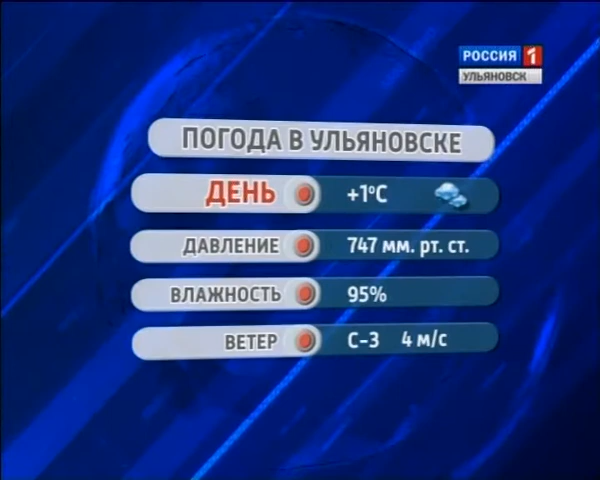 РОССИЯ 1
УЛЬЯНОВСК
ПОГОДА В УЛЬЯНОВСКЕ
ДЕНЬ +1°C
ДАВЛЕНИЕ 747 мм. рт. ст.
ВЛАЖНОСТЬ 95%
ВЕТЕР С-З 4 м/с